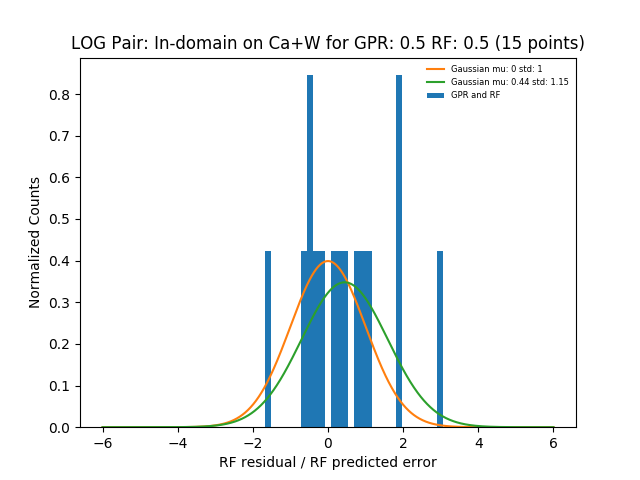 LOG Pair: In-domain on Ca+W for GPR: 0.5 RF: 0.5 (15 points)
Gaussian mu: 0 std: 1
Gaussian mu: 0.44 std: 1.15
GPR and RF
Normalized Counts
0.8
0.7
0.6
0.5
0.4
0.3
0.2
0.1
0.0
−6 −4 −2 0 2 4 6
RF residual / RF predicted error